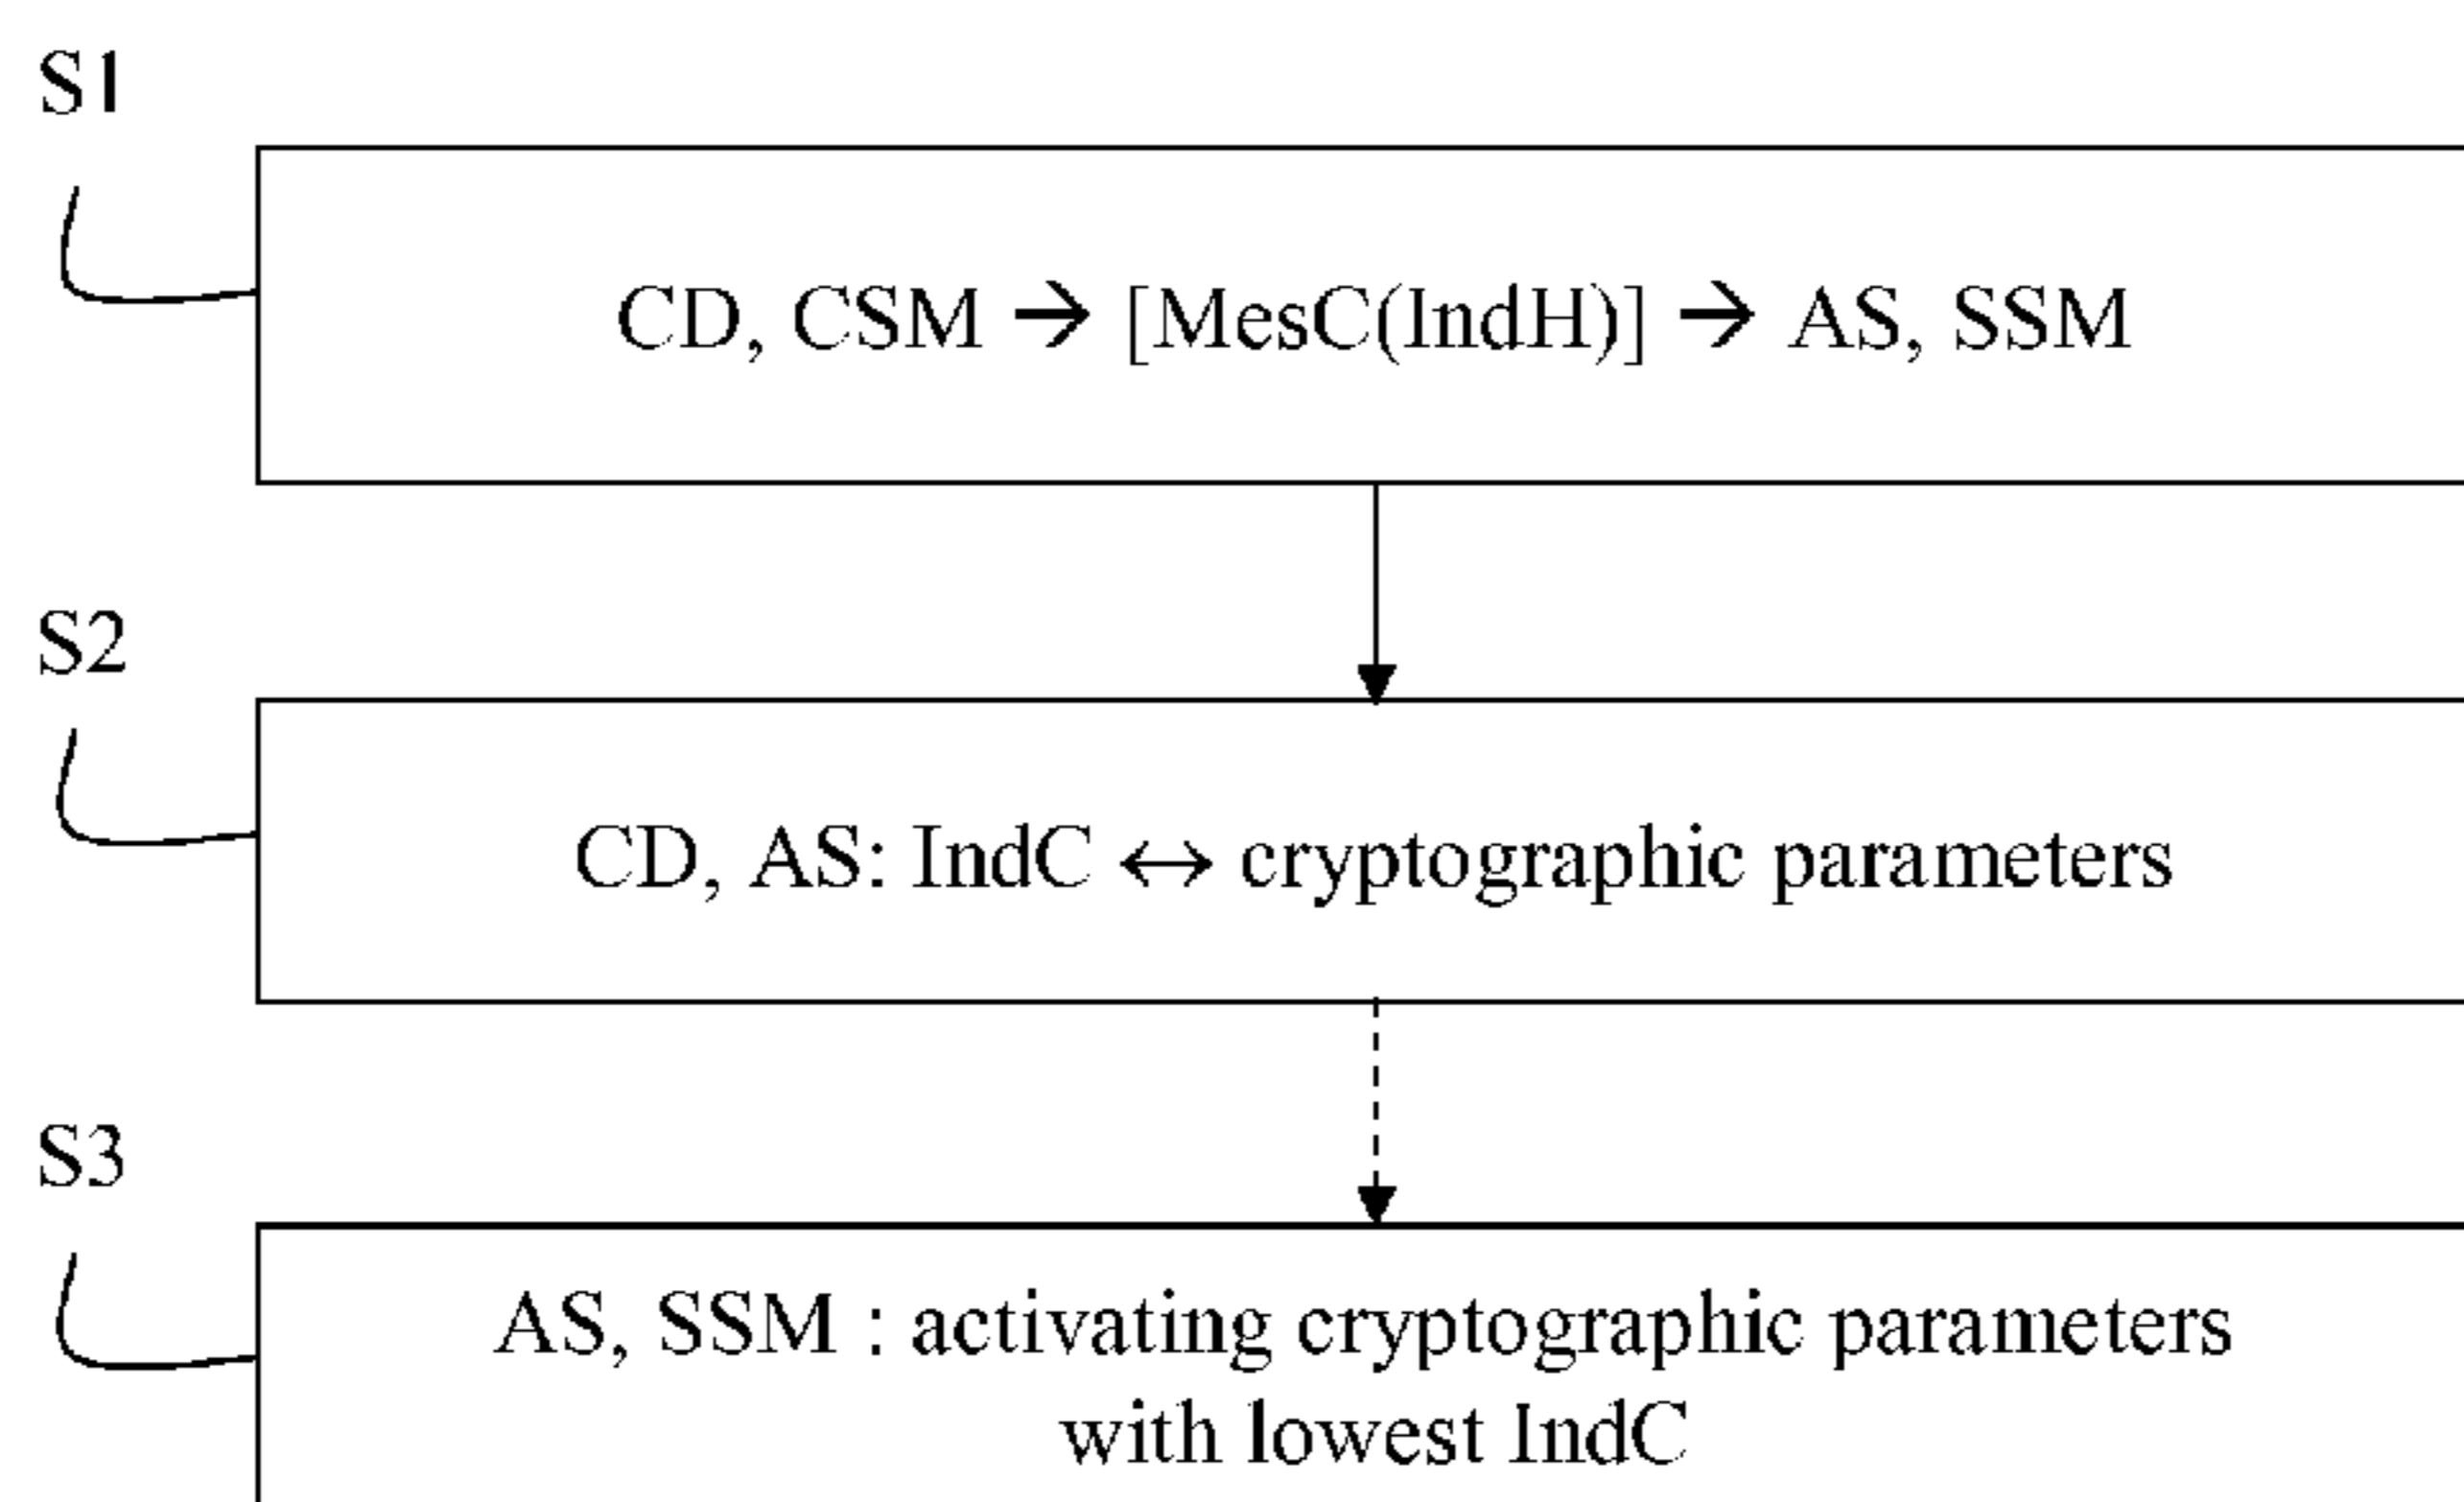 S1
CD, CSM → [MesC(IndH)] → AS, SSM
S2
CD, AS: IndC ↔ cryptographic parameters
S3
AS, SSM : activating cryptographic parameters
with lowest IndC